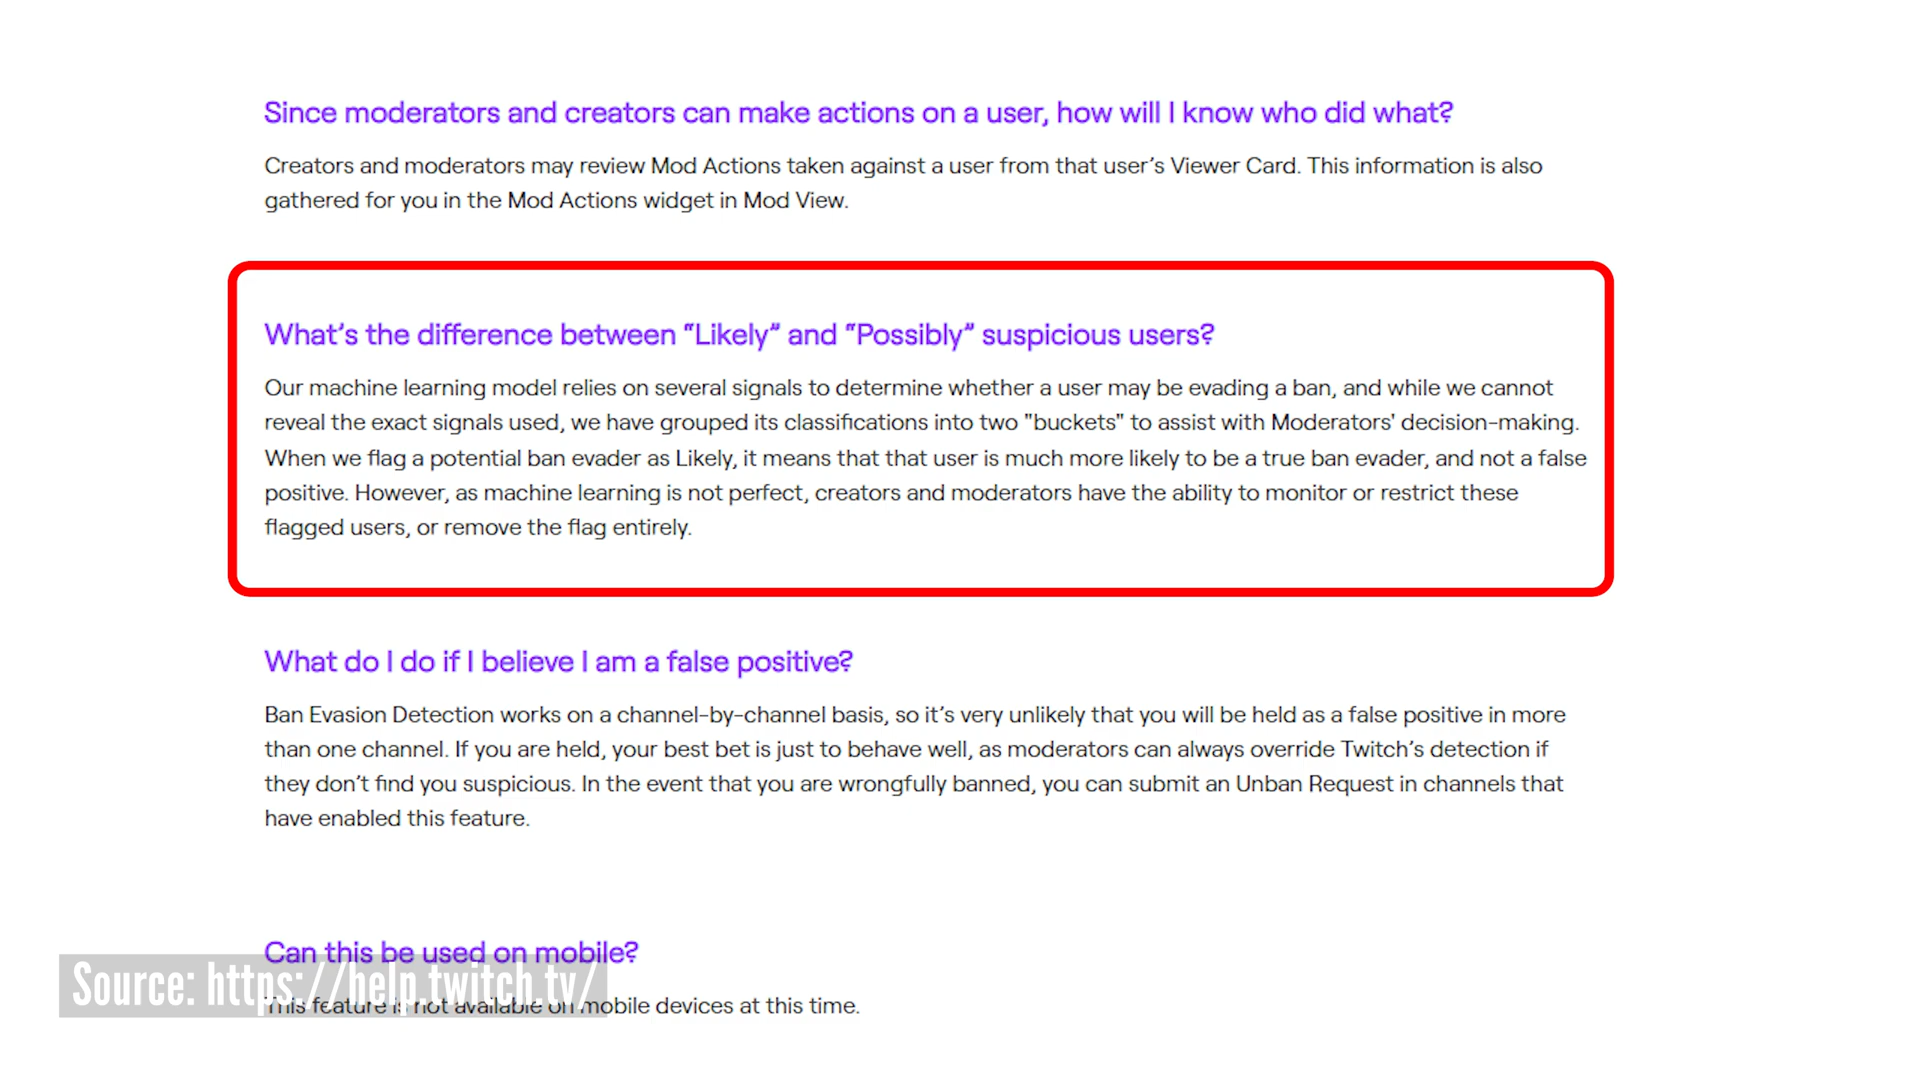 Since moderators and creators can make actions on a user, how will I know who did what?
Creators and moderators may review Mod Actions taken against a user from that user’s Viewer Card. This information is also
gathered for you in the Mod Actions widget in Mod View.
What’s the difference between “Likely” and “Possibly” suspicious users?
Our machine learning model relies on several signals to determine whether a user may be evading a ban, and while we cannot
reveal the exact signals used, we have grouped its classifications into two "buckets" to assist with Moderators' decision-making.
When we flag a potential ban evader as Likely, it means that that user is much more likely to be a true ban evader, and not a false
positive. However, as machine learning is not perfect, creators and moderators have the ability to monitor or restrict these
flagged users, or remove the flag entirely.
What do I do if I believe I am a false positive?
Ban Evasion Detection works on a channel-by-channel basis, so it’s very unlikely that you will be held as a false positive in more
than one channel. If you are held, your best bet is just to behave well, as moderators can always override Twitch’s detection if
they don’t find you suspicious. In the event that you are wrongfully banned, you can submit an Unban Request in channels that
have enabled this feature.
Can this be used on mobile?
Source: https://help.twitch.tv/
This feature is not available on mobile devices at this time.